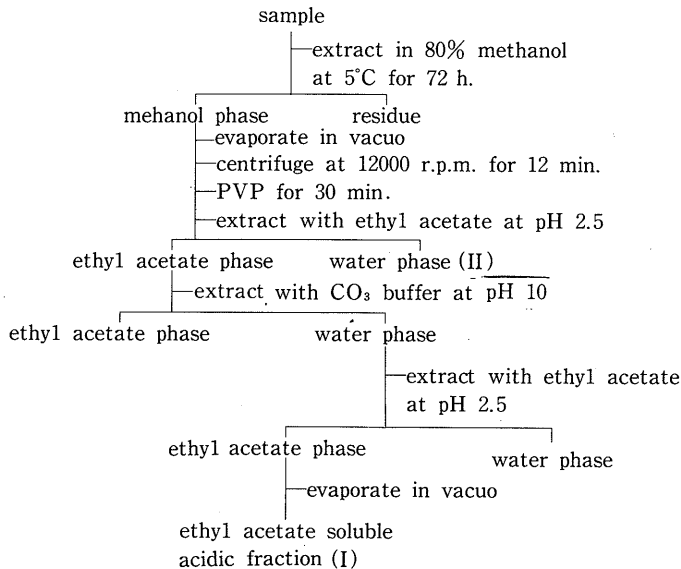 sample
extract in 80% methanol
at 5°C for 72 h.
mehanol phase residue
evaporate in vacuo
centrifuge at 12000 r.p.m. for 12 min.
PVP for 30 min.
extract with ethyl acetate at pH 2.5
ethyl acetate phase water phase (II)
extract with CO₃ buffer at pH 10
ethyl acetate phase water phase
extract with ethyl acetate
at pH 2.5
ethyl acetate phase water phase
evaporate in vacuo
ethyl acetate soluble
acidic fraction (I)